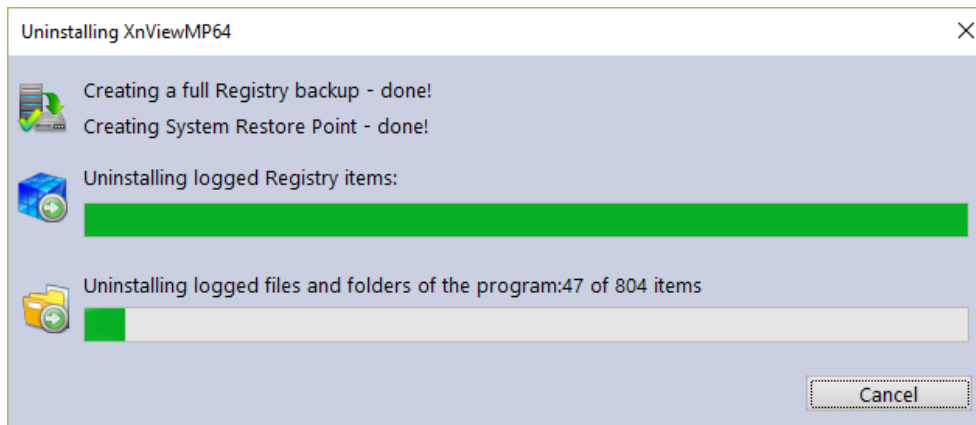 Uninstalling XnViewMP64
Creating a full Registry backup - done!
Creating System Restore Point - done!
Uninstalling logged Registry items:
Uninstalling logged files and folders of the program:47 of 804 items
Cancel